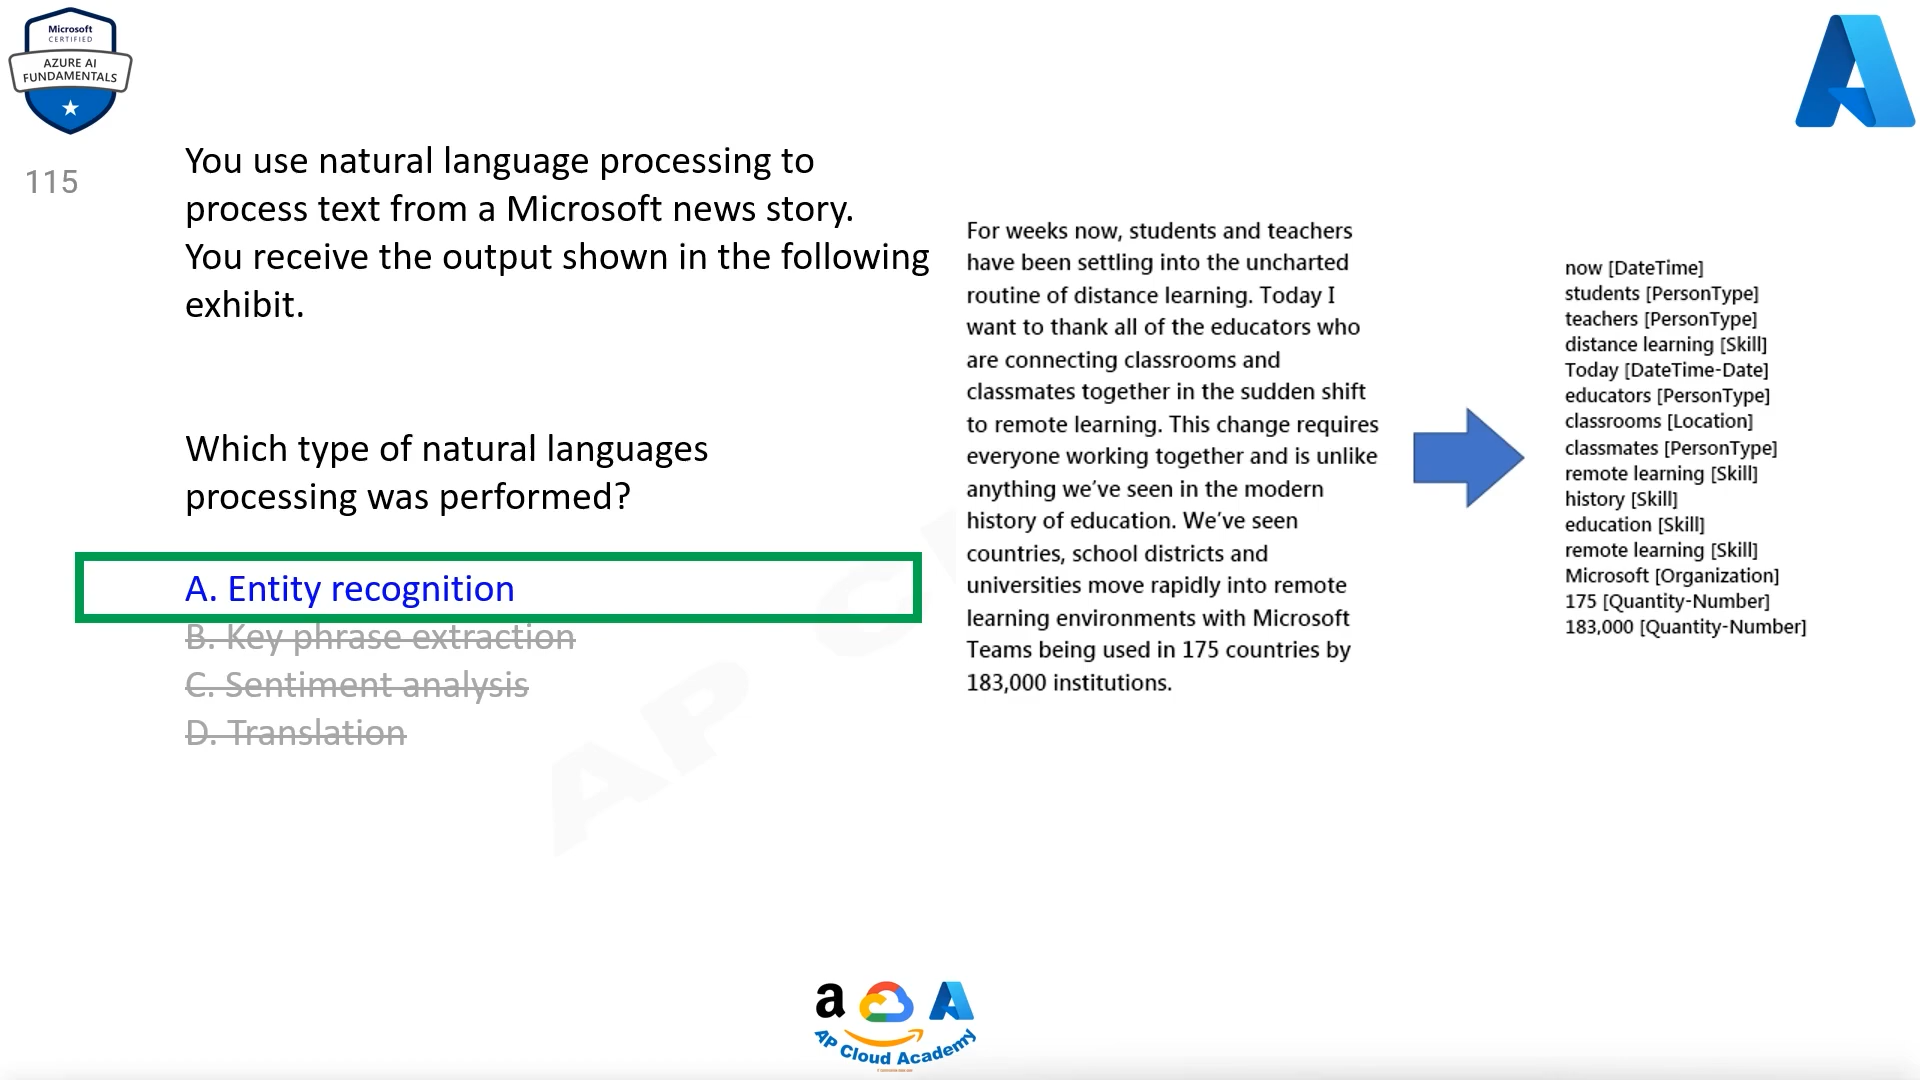 Microsoft
CERTIFIED
AZURE AI
FUNDAMENTALS
115
You use natural language processing to
process text from a Microsoft news story.
You receive the output shown in the following
exhibit.
Which type of natural languages
processing was performed?
A. Entity recognition
B. Key phrase extraction
C. Sentiment analysis
D. Translation
For weeks now, students and teachers
have been settling into the uncharted
routine of distance learning. Today I
want to thank all of the educators who
are connecting classrooms and
classmates together in the sudden shift
to remote learning. This change requires
everyone working together and is unlike
anything we’ve seen in the modern
history of education. We’ve seen
countries, school districts and
universities move rapidly into remote
learning environments with Microsoft
Teams being used in 175 countries by
183,000 institutions.
now [DateTime]
students [PersonType]
teachers [PersonType]
distance learning [Skill]
Today [DateTime-Date]
educators [PersonType]
classrooms [Location]
classmates [PersonType]
remote learning [Skill]
history [Skill]
education [Skill]
remote learning [Skill]
Microsoft [Organization]
175 [Quantity-Number]
183,000 [Quantity-Number]
AP C
a
AP Cloud Academy